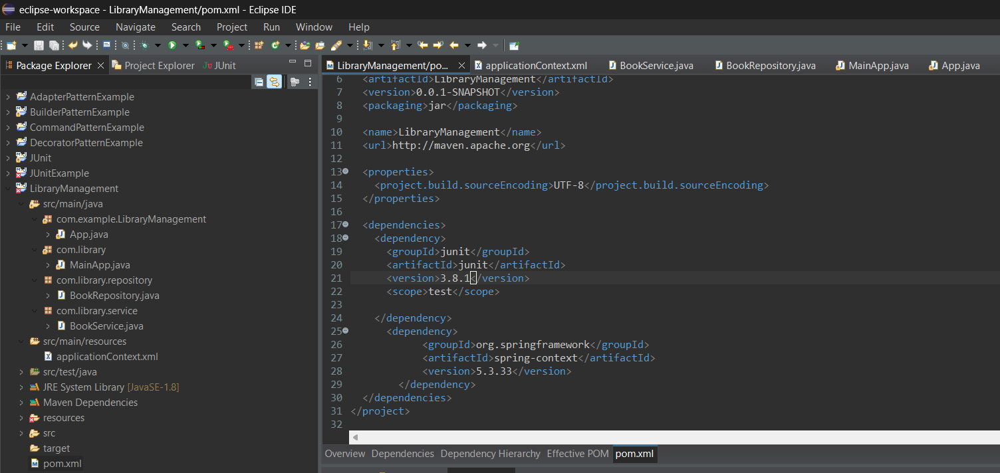 eclipse-workspace - LibraryManagement/pom.xml - Eclipse IDE
File Edit Source Navigate Search Project Run Window Help
Package Explorer Project Explorer JUnit
AdapterPatternExample
BuilderPatternExample
CommandPatternExample
DecoratorPatternExample
JUnit
JUnitExample
LibraryManagement
src/main/java
com.example.LibraryManagement
App.java
com.library
MainApp.java
com.library.repository
BookRepository.java
com.library.service
BookService.java
src/main/resources
applicationContext.xml
src/test/java
JRE System Library [JavaSE-1.8]
Maven Dependencies
resources
src
target
pom.xml
LibraryManagement/po... applicationContext.xml BookService.java BookRepository.java MainApp.java App.java
6 <artifactId>LibraryManagement</artifactId>
7 <version>0.0.1-SNAPSHOT</version>
8 <packaging>jar</packaging>
9
10 <name>LibraryManagement</name>
11 <url>http://maven.apache.org</url>
12
13 <properties>
14 <project.build.sourceEncoding>UTF-8</project.build.sourceEncoding>
15 </properties>
16
17 <dependencies>
18 <dependency>
19 <groupId>junit</groupId>
20 <artifactId>junit</artifactId>
21 <version>3.8.1</version>
22 <scope>test</scope>
23
24 </dependency>
25 <dependency>
26 <groupId>org.springframework</groupId>
27 <artifactId>spring-context</artifactId>
28 <version>5.3.33</version>
29 </dependency>
30 </dependencies>
31 </project>
32
Overview Dependencies Dependency Hierarchy Effective POM pom.xml